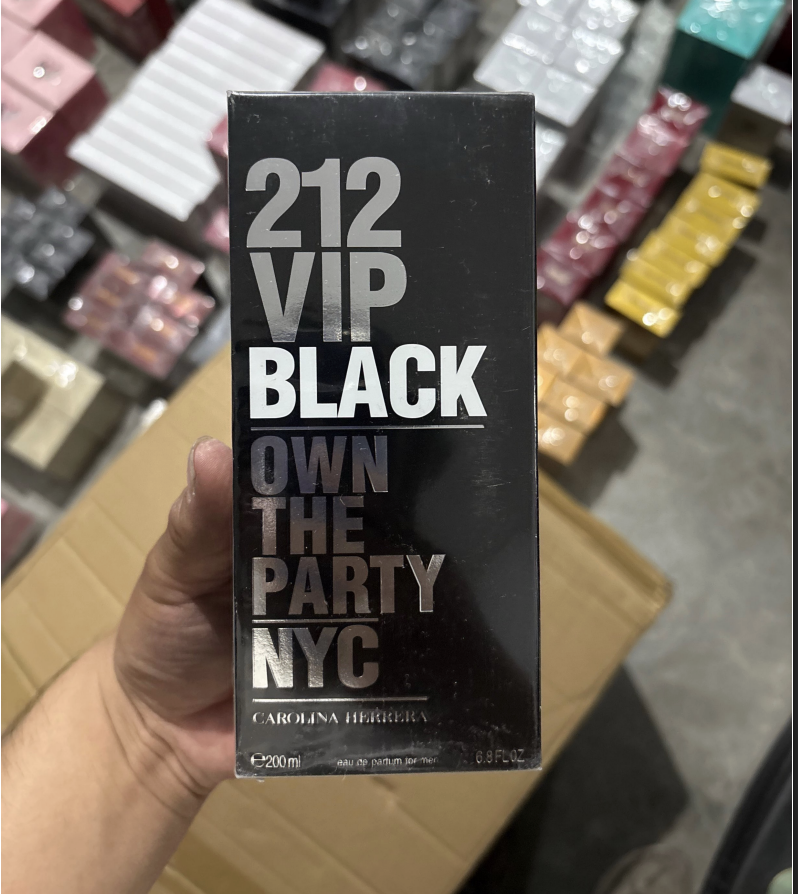 212
VIP
BLACK
OWN
THE
PARTY
NYC
CAROLINA HERRERA
℮200ml eau de parfum for men 6.8 FL OZ